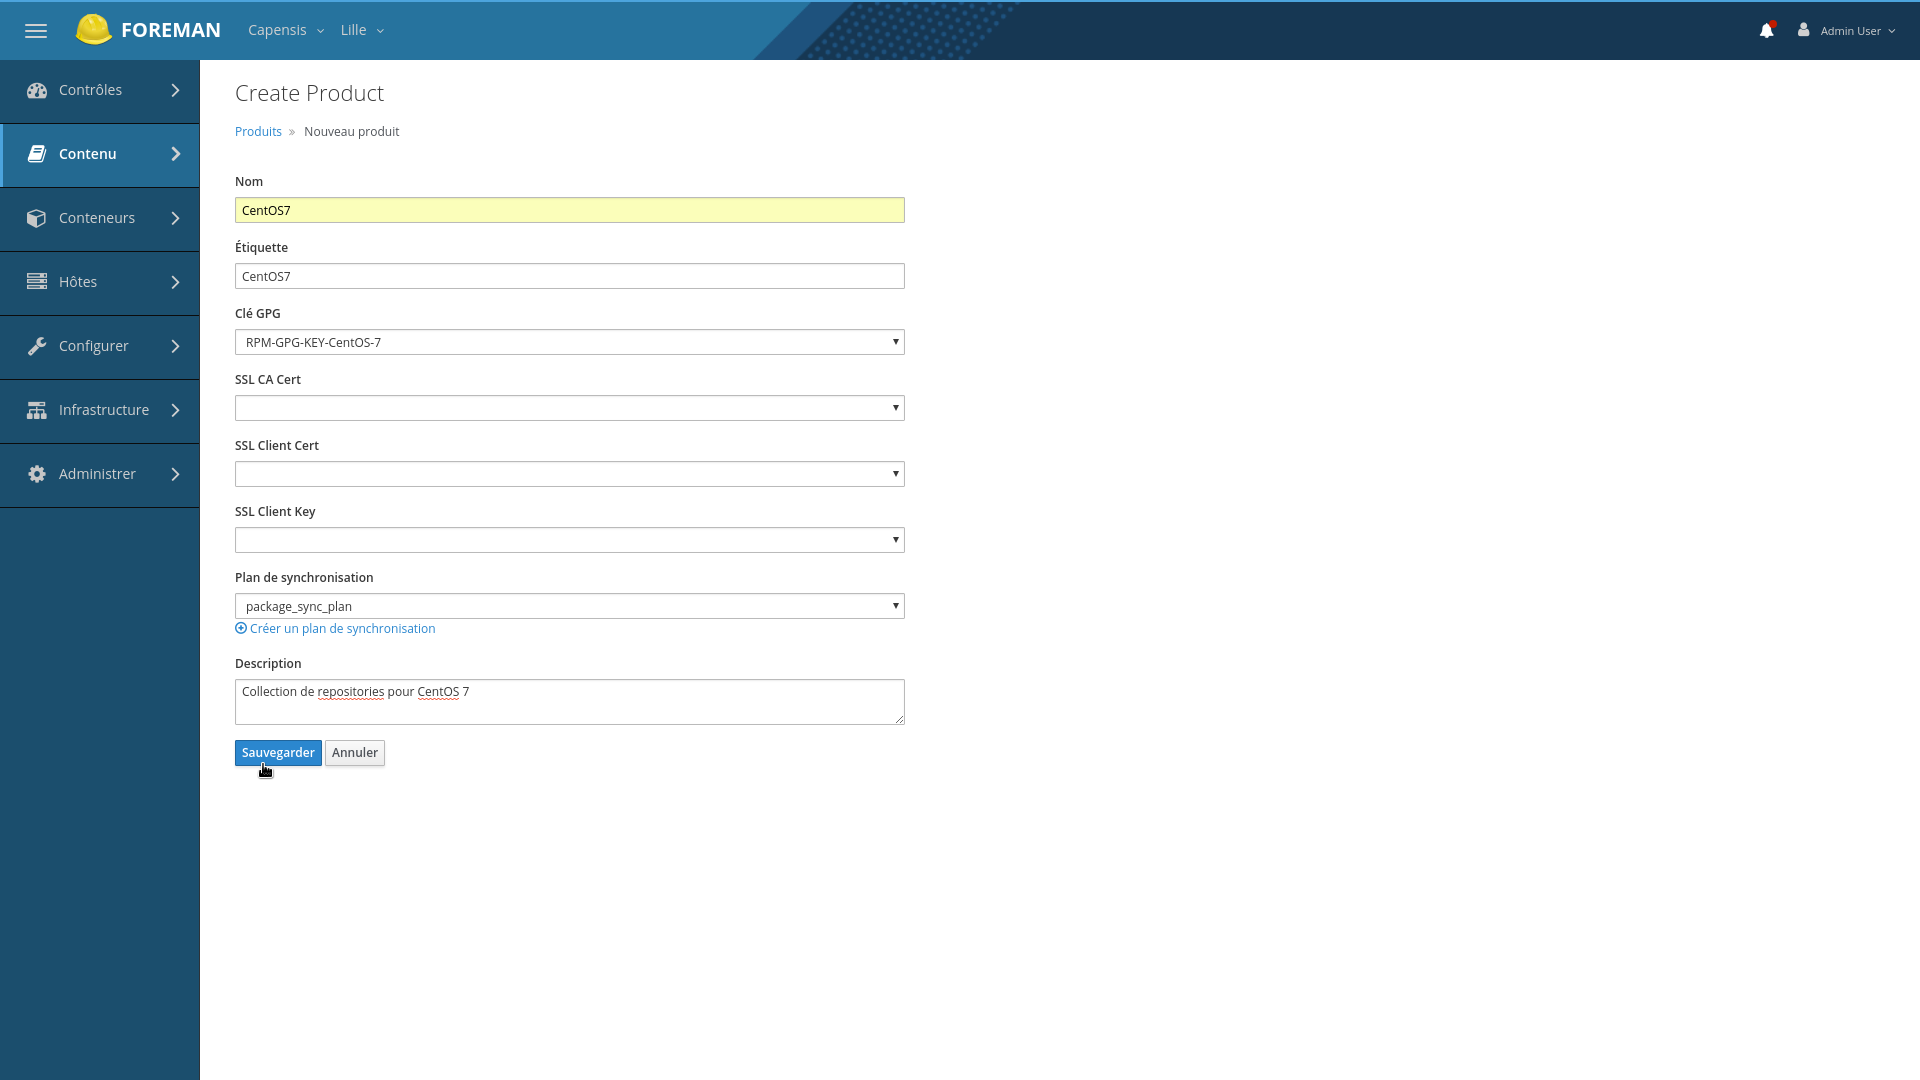 FOREMAN Capensis Lille Admin User
Contrôles
Contenu
Conteneurs
Hôtes
Configurer
Infrastructure
Administrer
Create Product
Produits » Nouveau produit
Nom
CentOS7
Étiquette
CentOS7
Clé GPG
RPM-GPG-KEY-CentOS-7
SSL CA Cert
SSL Client Cert
SSL Client Key
Plan de synchronisation
package_sync_plan
Créer un plan de synchronisation
Description
Collection de repositories pour CentOS 7
Sauvegarder Annuler